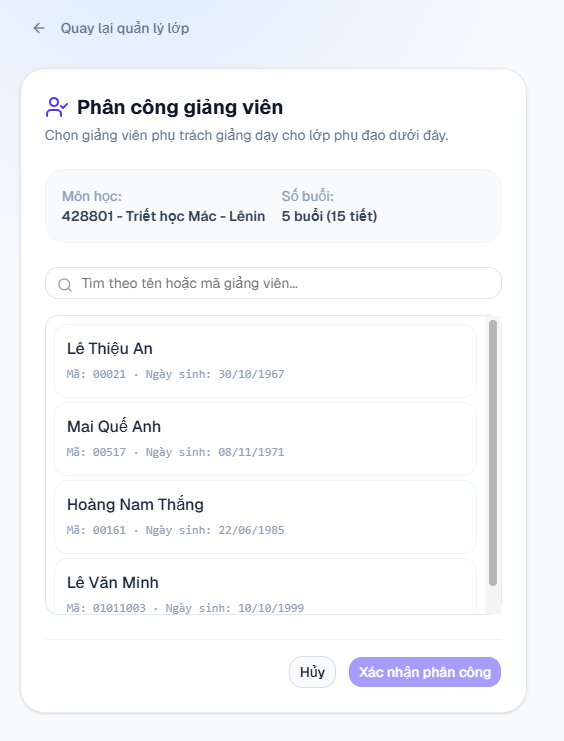 Quay lại quản lý lớp
Phân công giảng viên
Chọn giảng viên phụ trách giảng dạy cho lớp phụ đạo dưới đây.
Môn học:
428801 - Triết học Mác - Lênin
Số buổi:
5 buổi (15 tiết)
Tìm theo tên hoặc mã giảng viên...
Lê Thiệu An
Mã: 00021 · Ngày sinh: 30/10/1967
Mai Quế Anh
Mã: 00517 · Ngày sinh: 08/11/1971
Hoàng Nam Thắng
Mã: 00161 · Ngày sinh: 22/06/1985
Lê Văn Minh
Mã: 01011003 · Ngày sinh: 10/10/1999
Hủy
Xác nhận phân công